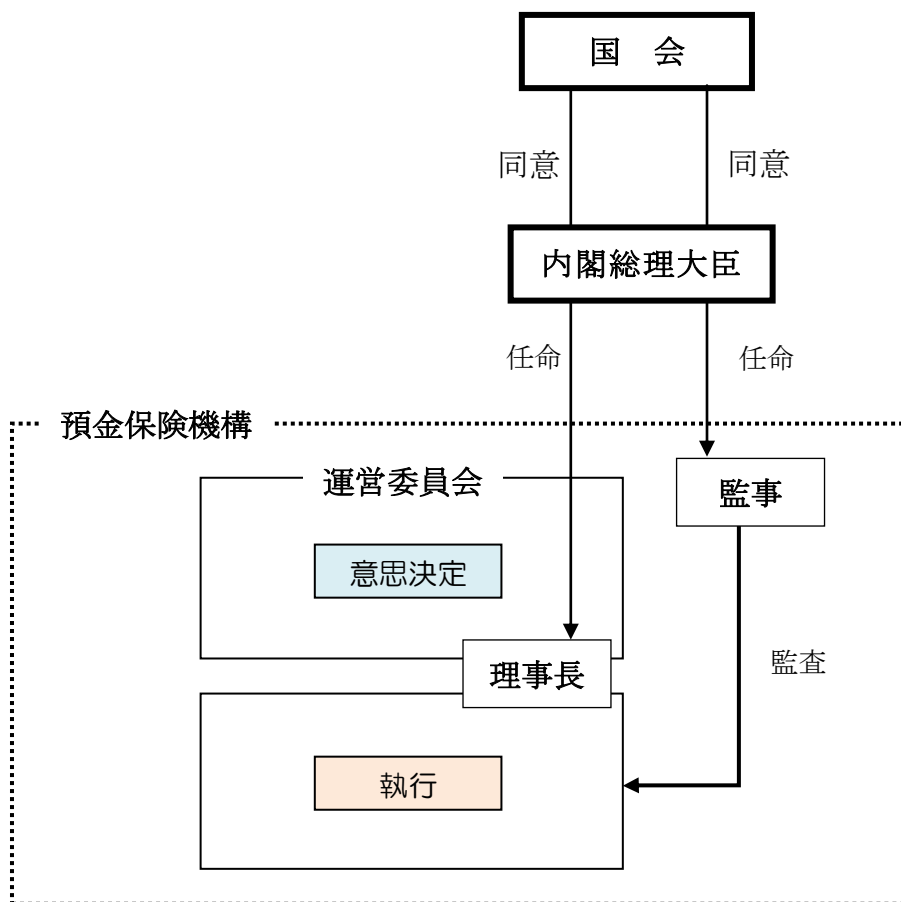 国　会
同意
同意
内閣総理大臣
任命
任命
預金保険機構
運営委員会
監事
意思決定
理事長
監査
執行